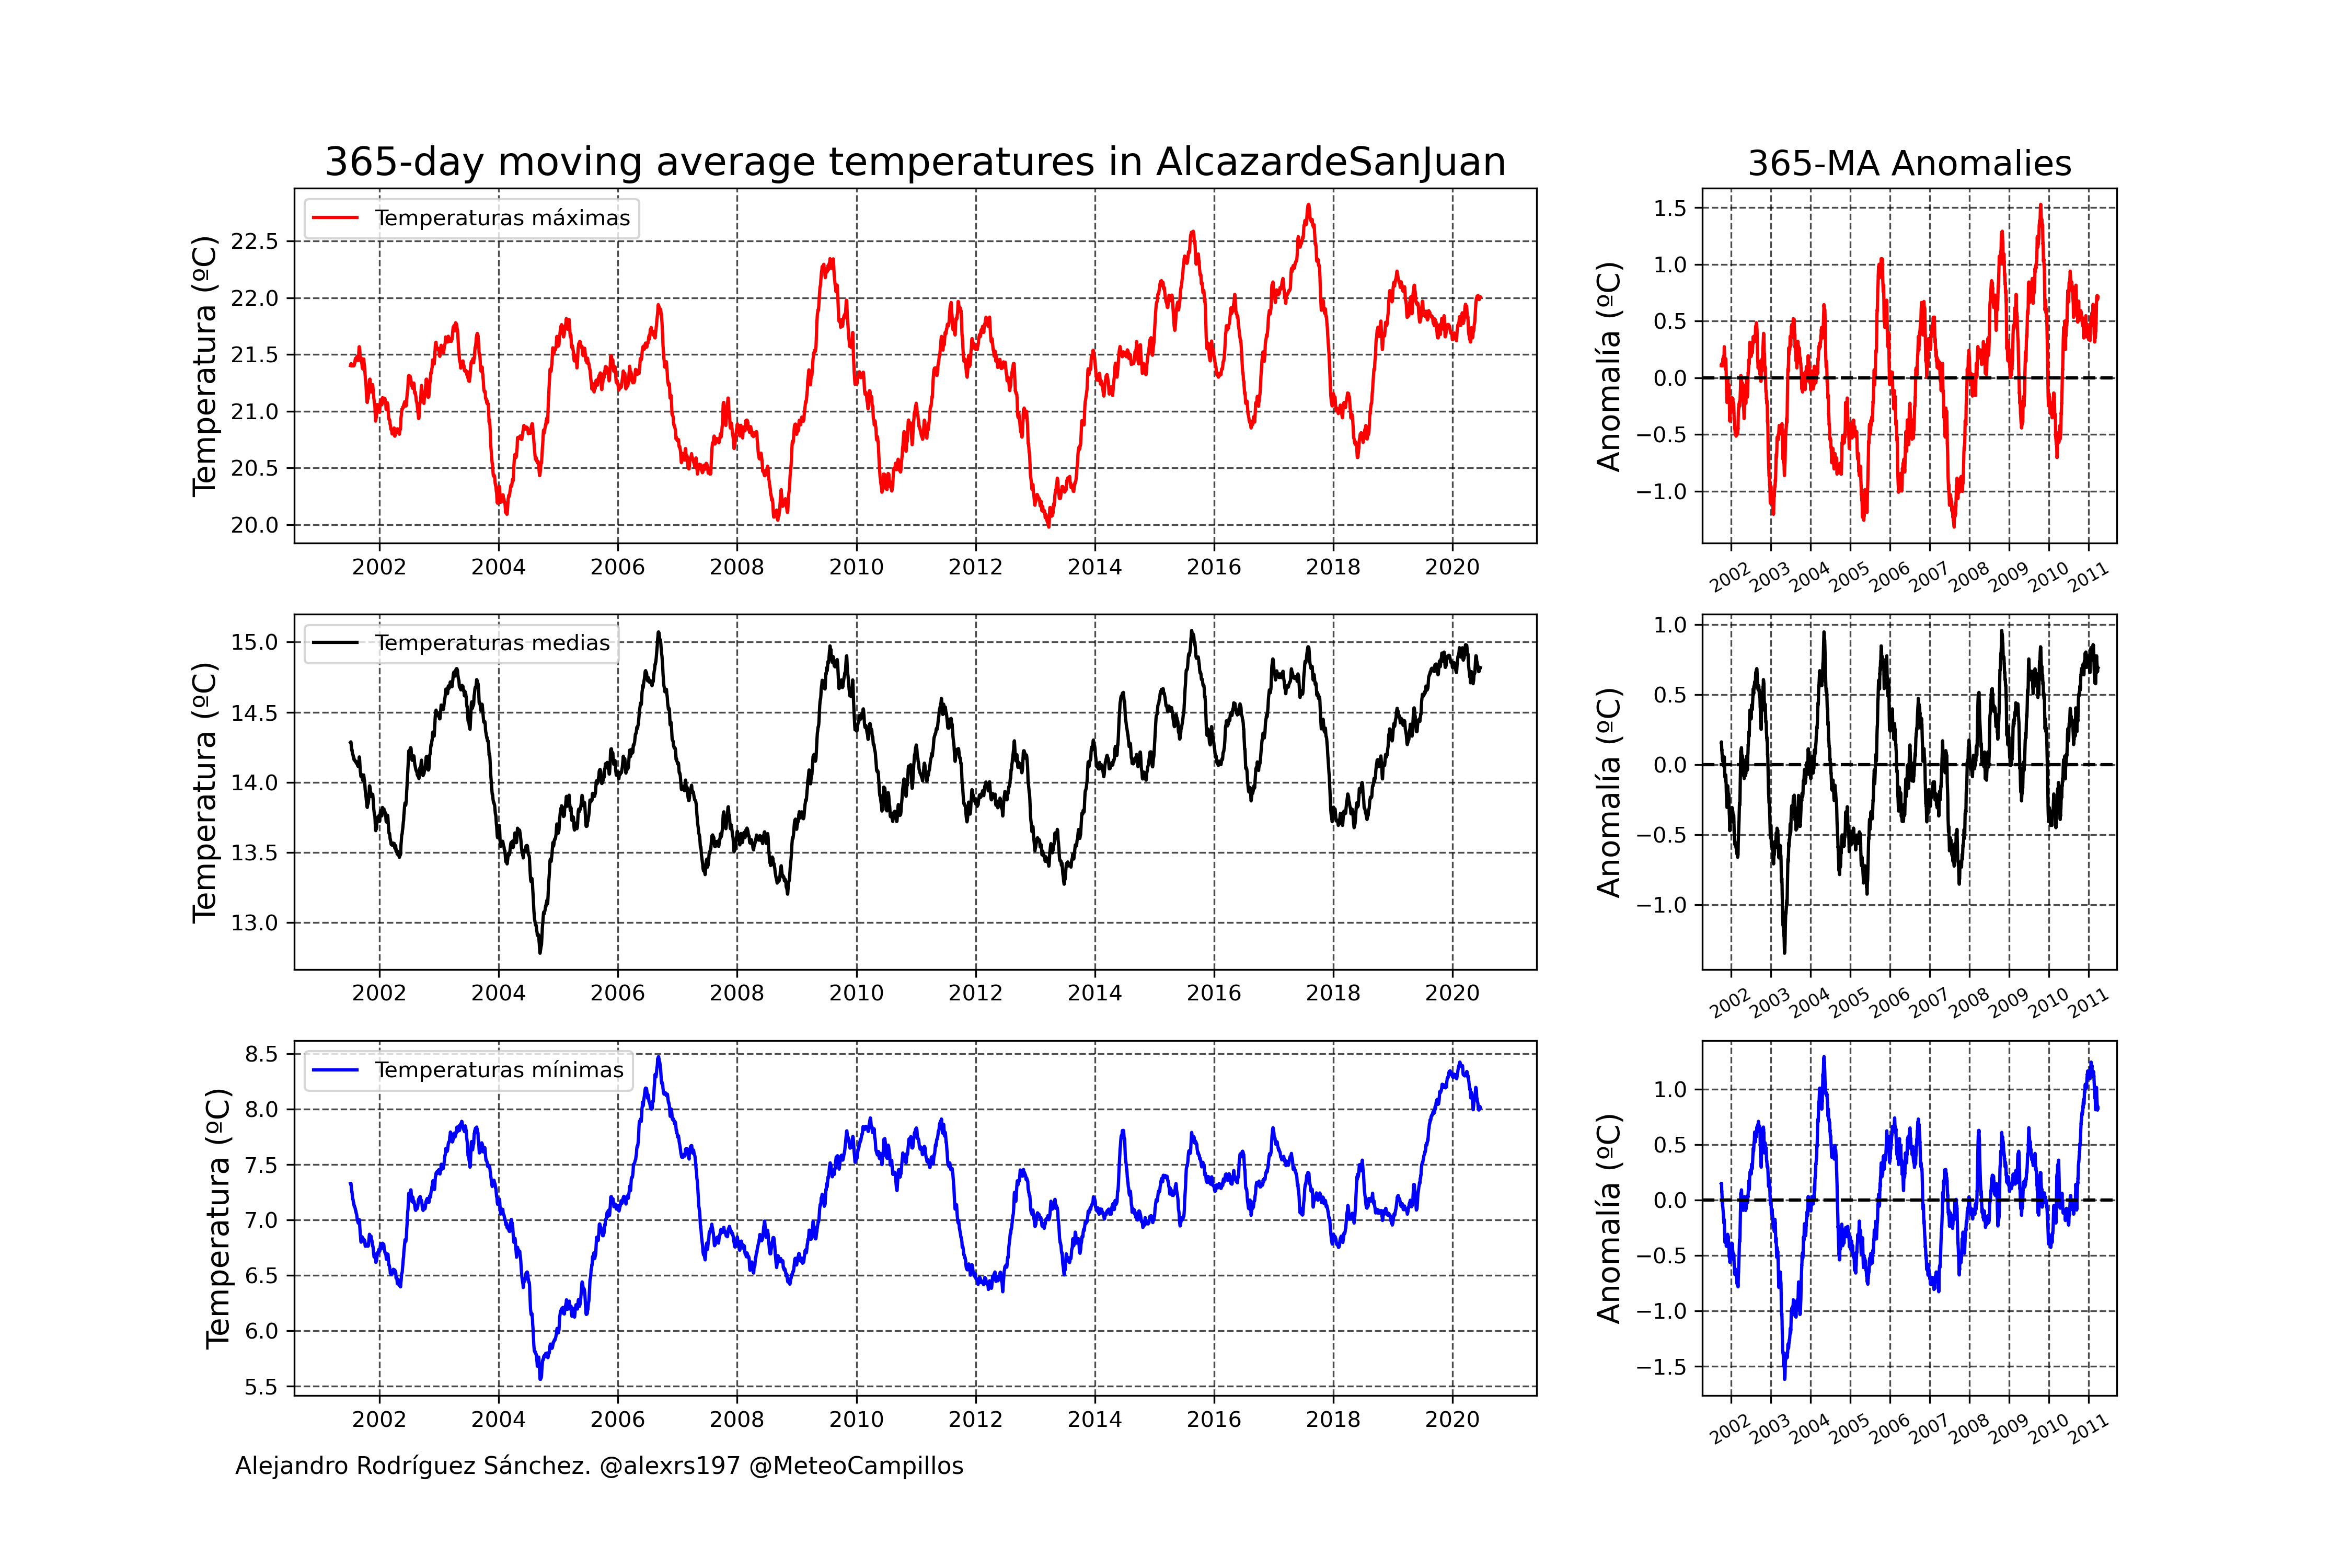 365-day moving average temperatures in AlcazardeSanJuan
365-MA Anomalies
Temperaturas máximas
Temperatura (ºC)
22.5
22.0
21.5
21.0
20.5
20.0
2002 2004 2006 2008 2010 2012 2014 2016 2018 2020
Anomalía (ºC)
1.5
1.0
0.5
0.0
−0.5
−1.0
2002 2003 2004 2005 2006 2007 2008 2009 2010 2011
Temperaturas medias
Temperatura (ºC)
15.0
14.5
14.0
13.5
13.0
2002 2004 2006 2008 2010 2012 2014 2016 2018 2020
Anomalía (ºC)
1.0
0.5
0.0
−0.5
−1.0
2002 2003 2004 2005 2006 2007 2008 2009 2010 2011
Temperaturas mínimas
Temperatura (ºC)
8.5
8.0
7.5
7.0
6.5
6.0
5.5
2002 2004 2006 2008 2010 2012 2014 2016 2018 2020
Anomalía (ºC)
1.0
0.5
0.0
−0.5
−1.0
−1.5
2002 2003 2004 2005 2006 2007 2008 2009 2010 2011
Alejandro Rodríguez Sánchez. @alexrs197 @MeteoCampillos